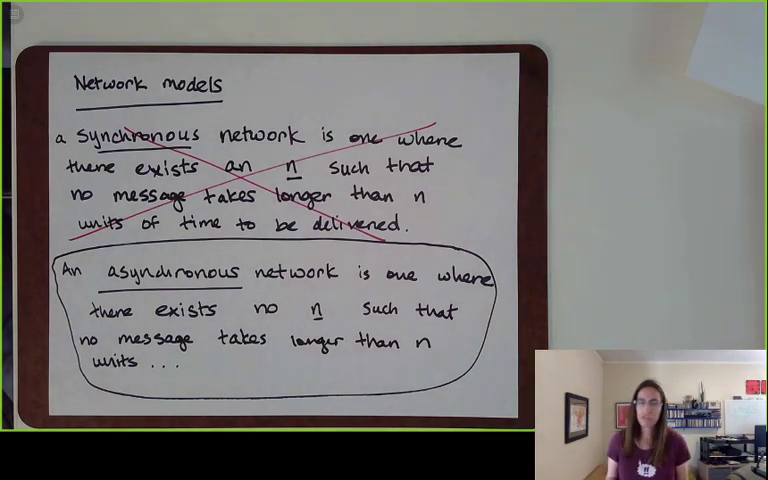 Network models
a synchronous network is one where
there exists an n such that
no message takes longer than n
units of time to be delivered.
An asynchronous network is one where
there exists no n such that
no message takes longer than n
units ...
!!